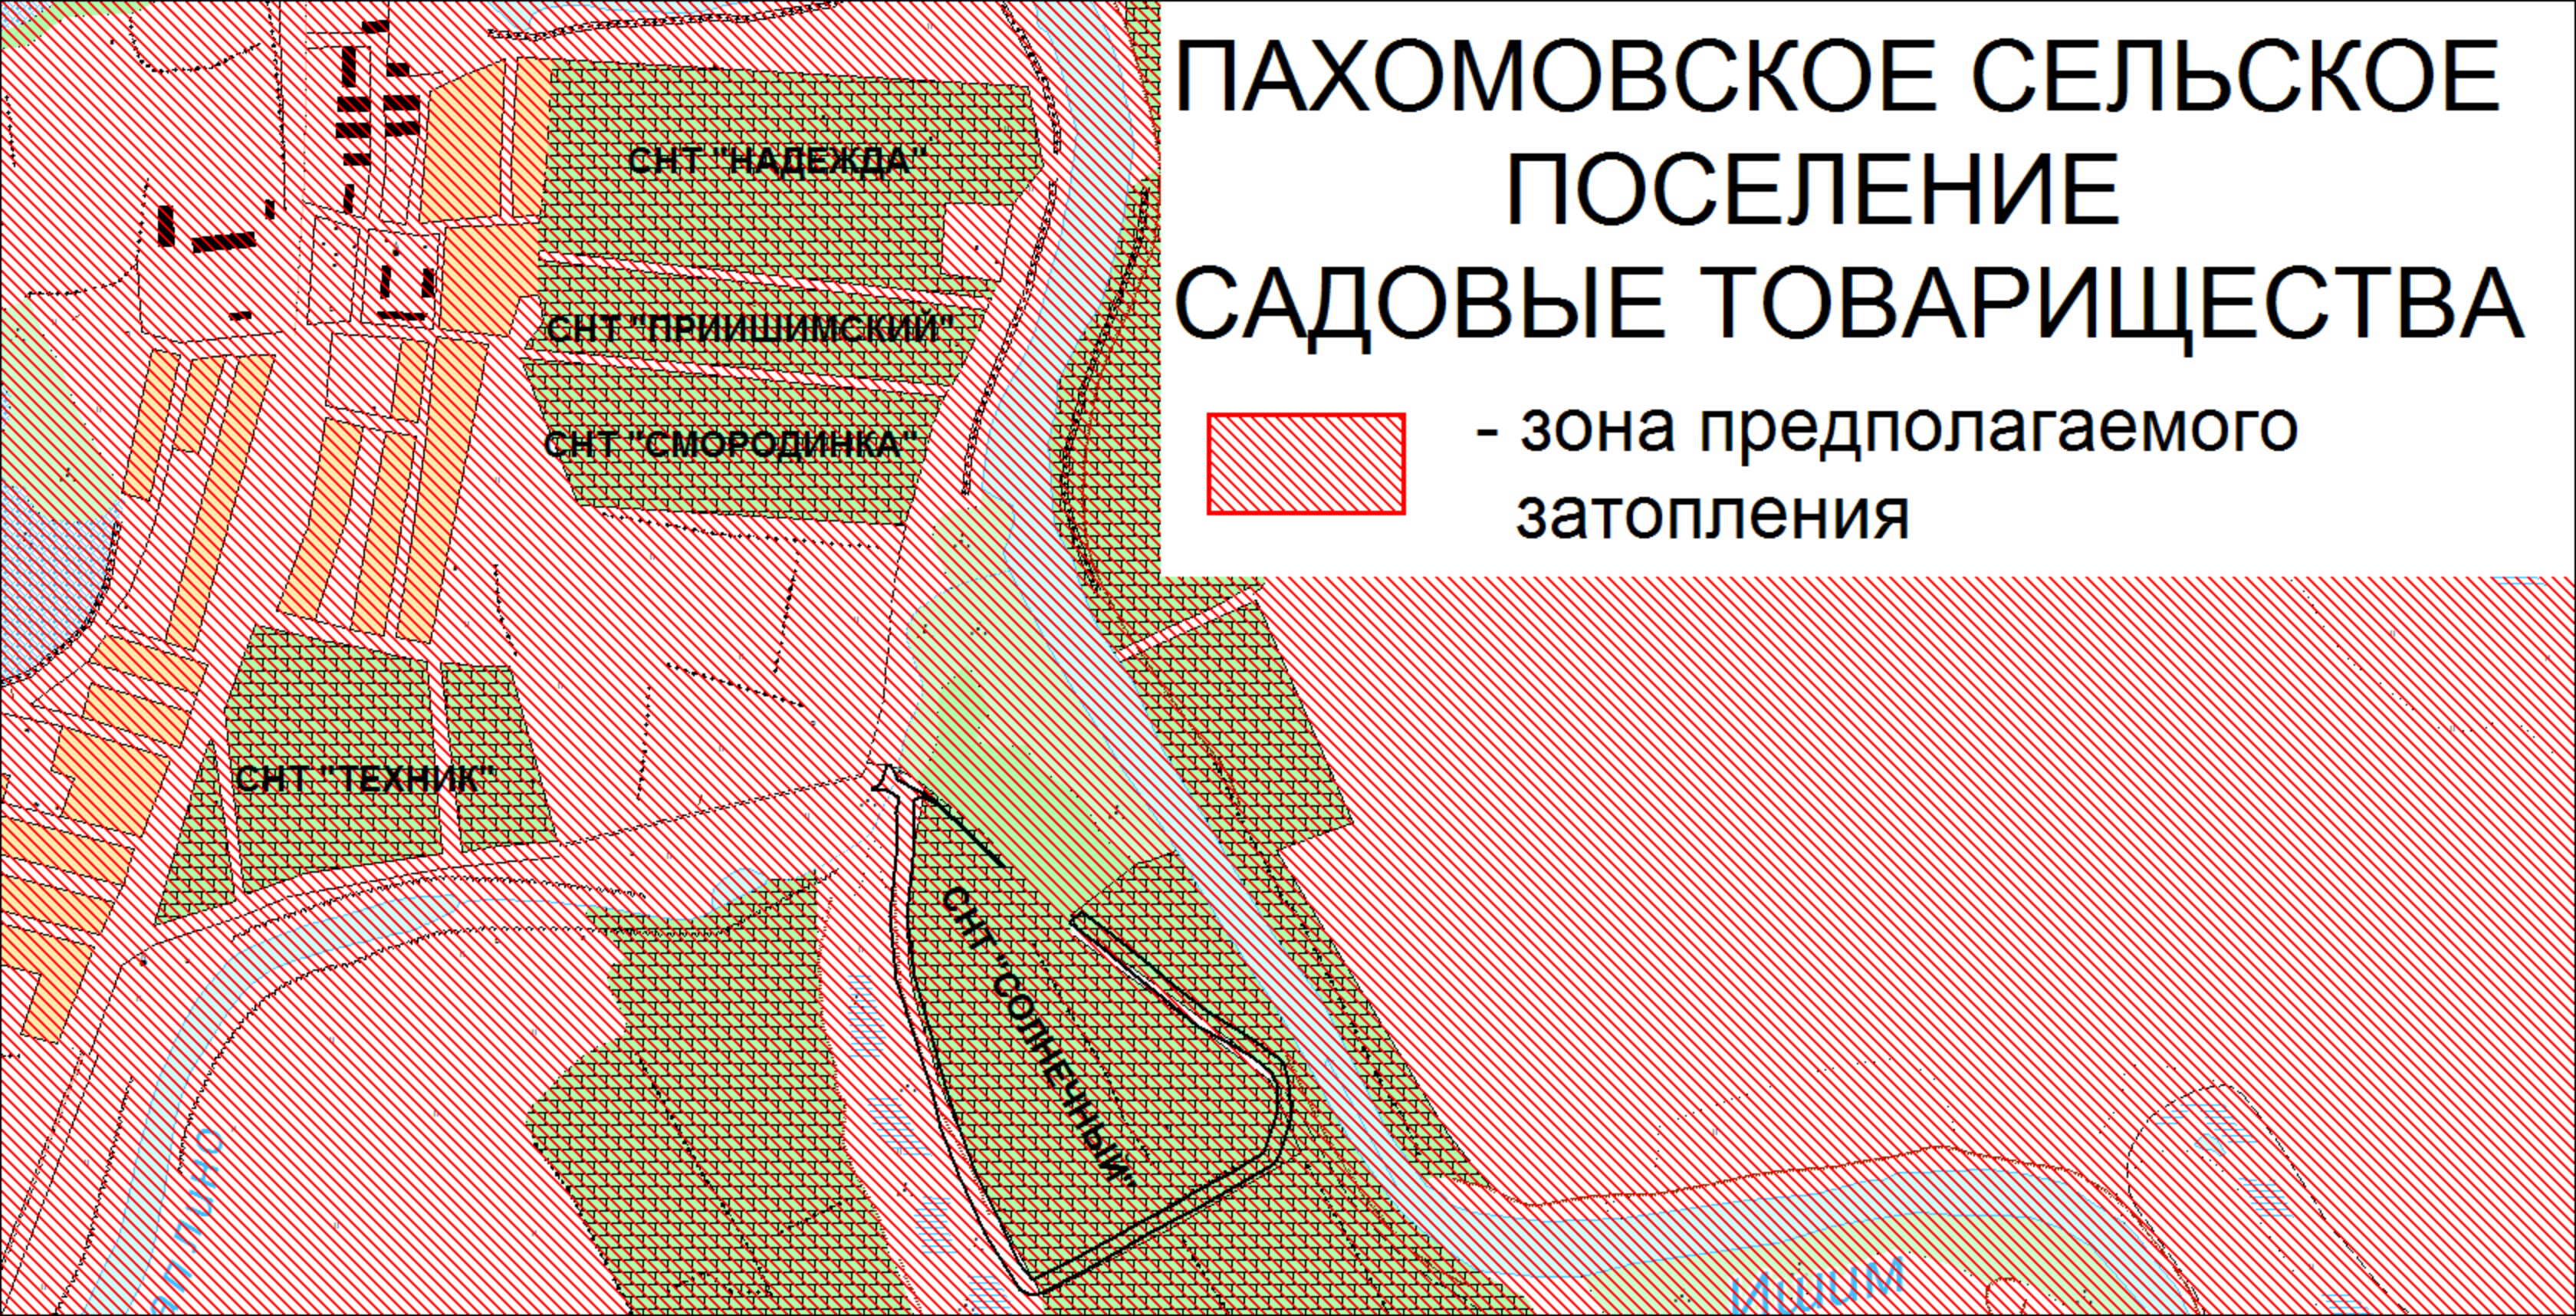 ПАХОМОВСКОЕ СЕЛЬСКОЕ
ПОСЕЛЕНИЕ
САДОВЫЕ ТОВАРИЩЕСТВА
- зона предполагаемого
затопления
СНТ "НАДЕЖДА"
СНТ "ПРИИШИМСКИЙ"
СНТ "СМОРОДИНКА"
СНТ "ТЕХНИК"
СНТ "СОЛНЕЧНЫЙ"
Ишим